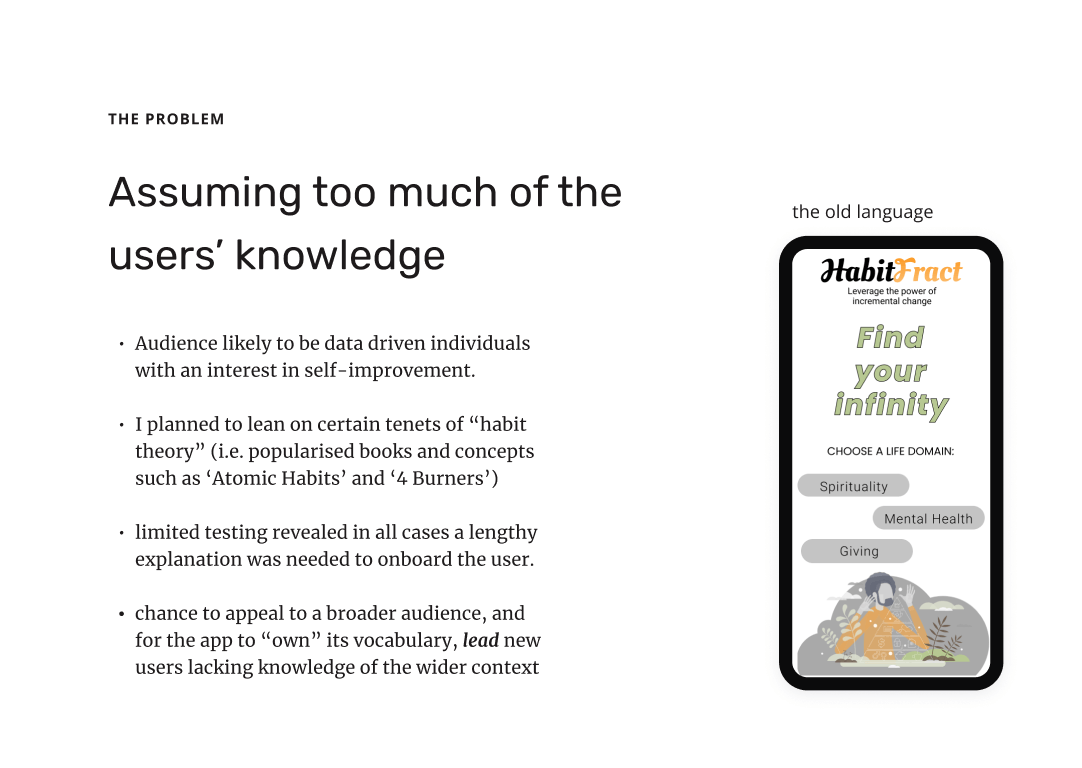 THE PROBLEM
Assuming too much of the
users’ knowledge
• Audience likely to be data driven individuals
with an interest in self-improvement.
• I planned to lean on certain tenets of “habit
theory” (i.e. popularised books and concepts
such as ‘Atomic Habits’ and ‘4 Burners’)
• limited testing revealed in all cases a lengthy
explanation was needed to onboard the user.
• chance to appeal to a broader audience, and
for the app to “own” its vocabulary, lead new
users lacking knowledge of the wider context
the old language
HabitFract
Leverage the power of
incremental change
Find
your
infinity
CHOOSE A LIFE DOMAIN:
Spirituality
Mental Health
Giving